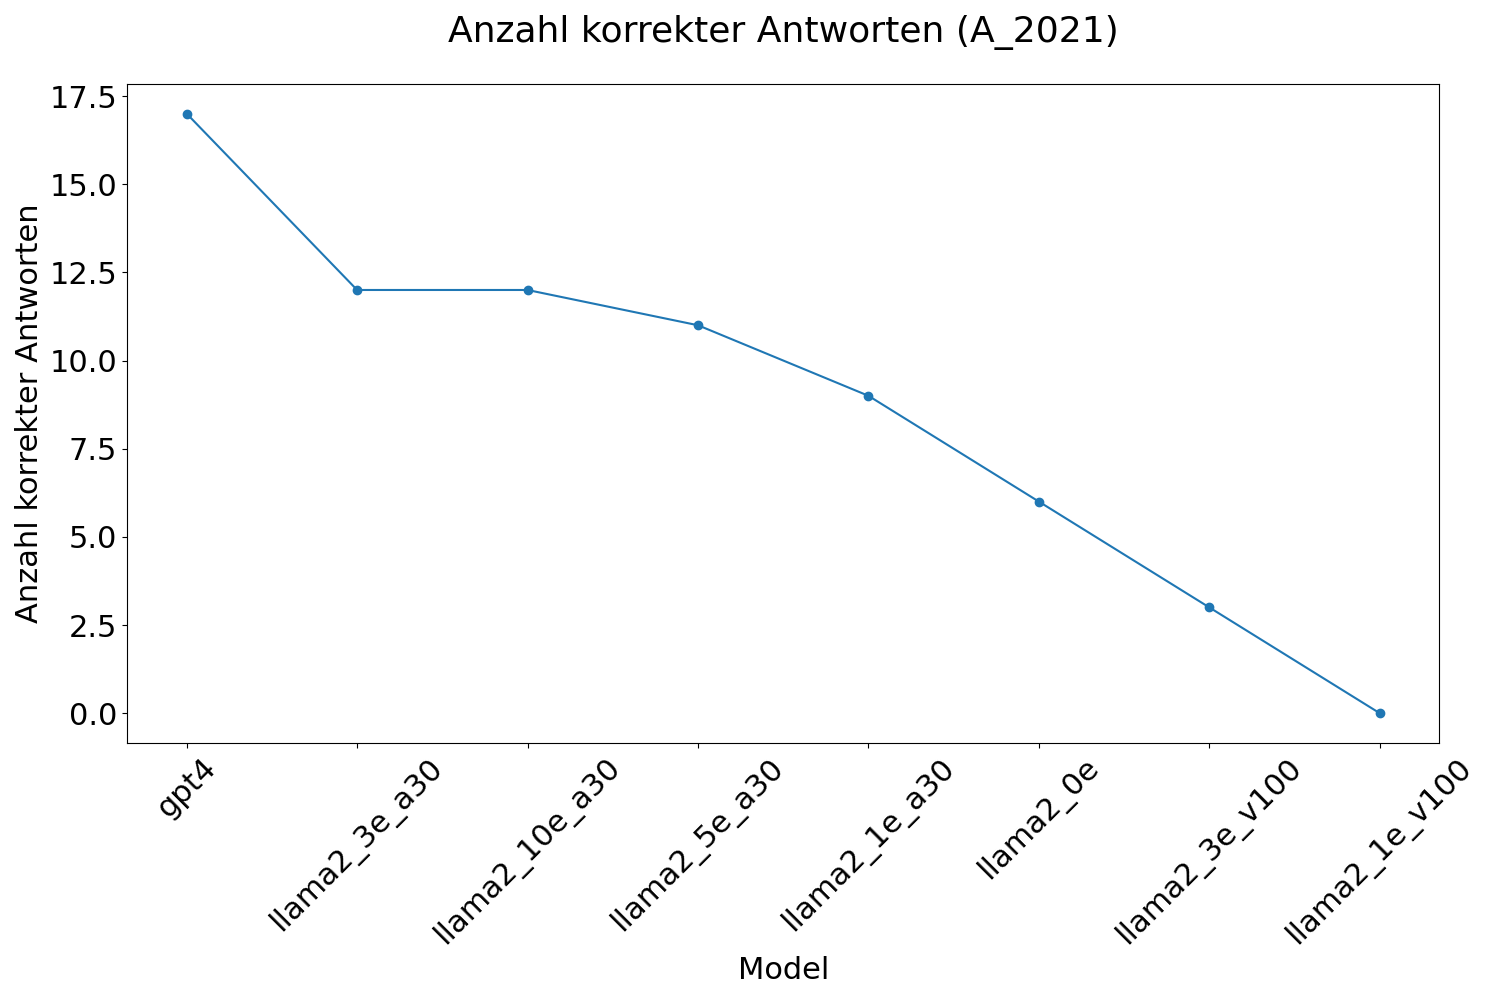 Anzahl korrekter Antworten (A_2021)
Anzahl korrekter Antworten
17.5
15.0
12.5
10.0
7.5
5.0
2.5
0.0
gpt4
llama2_3e_a30
llama2_10e_a30
llama2_5e_a30
llama2_1e_a30
llama2_0e
llama2_3e_v100
llama2_1e_v100
Model